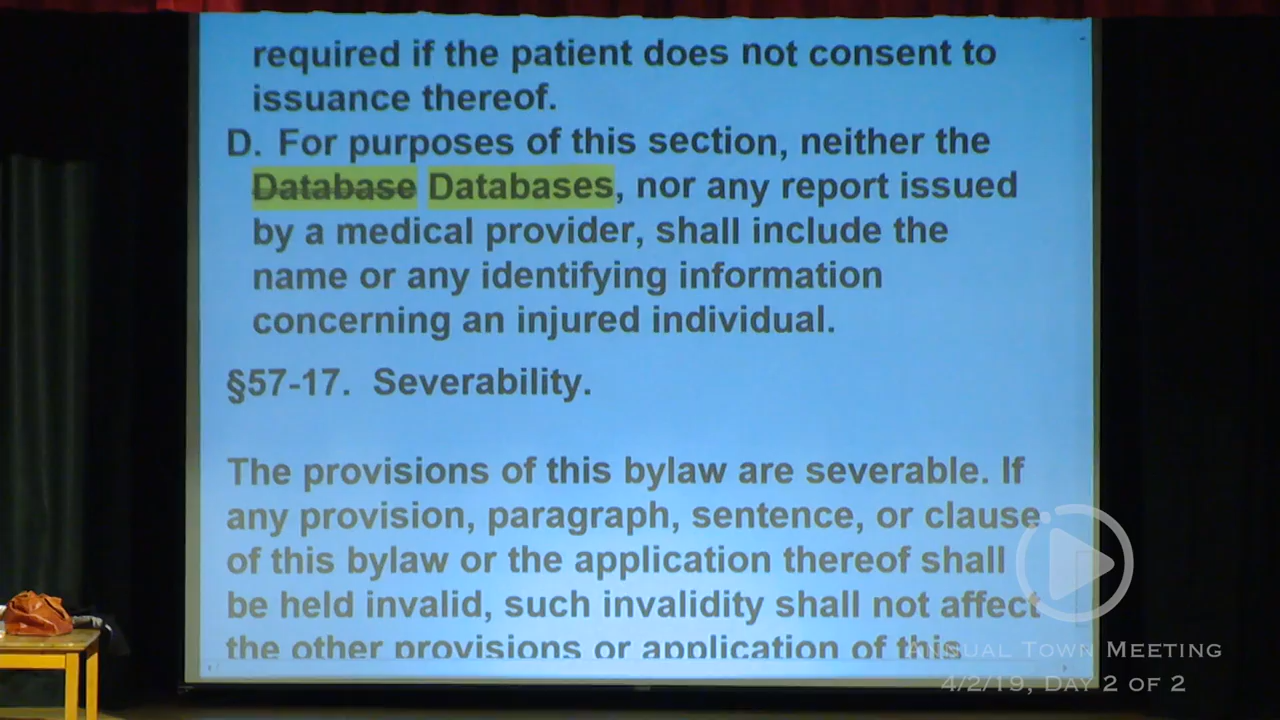 required if the patient does not consent to
issuance thereof.
D. For purposes of this section, neither the
Database Databases, nor any report issued
by a medical provider, shall include the
name or any identifying information
concerning an injured individual.
§57-17. Severability.
The provisions of this bylaw are severable. If
any provision, paragraph, sentence, or clause
of this bylaw or the application thereof shall
be held invalid, such invalidity shall not affect
the other provisions or application of this
Annual Town Meeting
4/2/19, Day 2 of 2